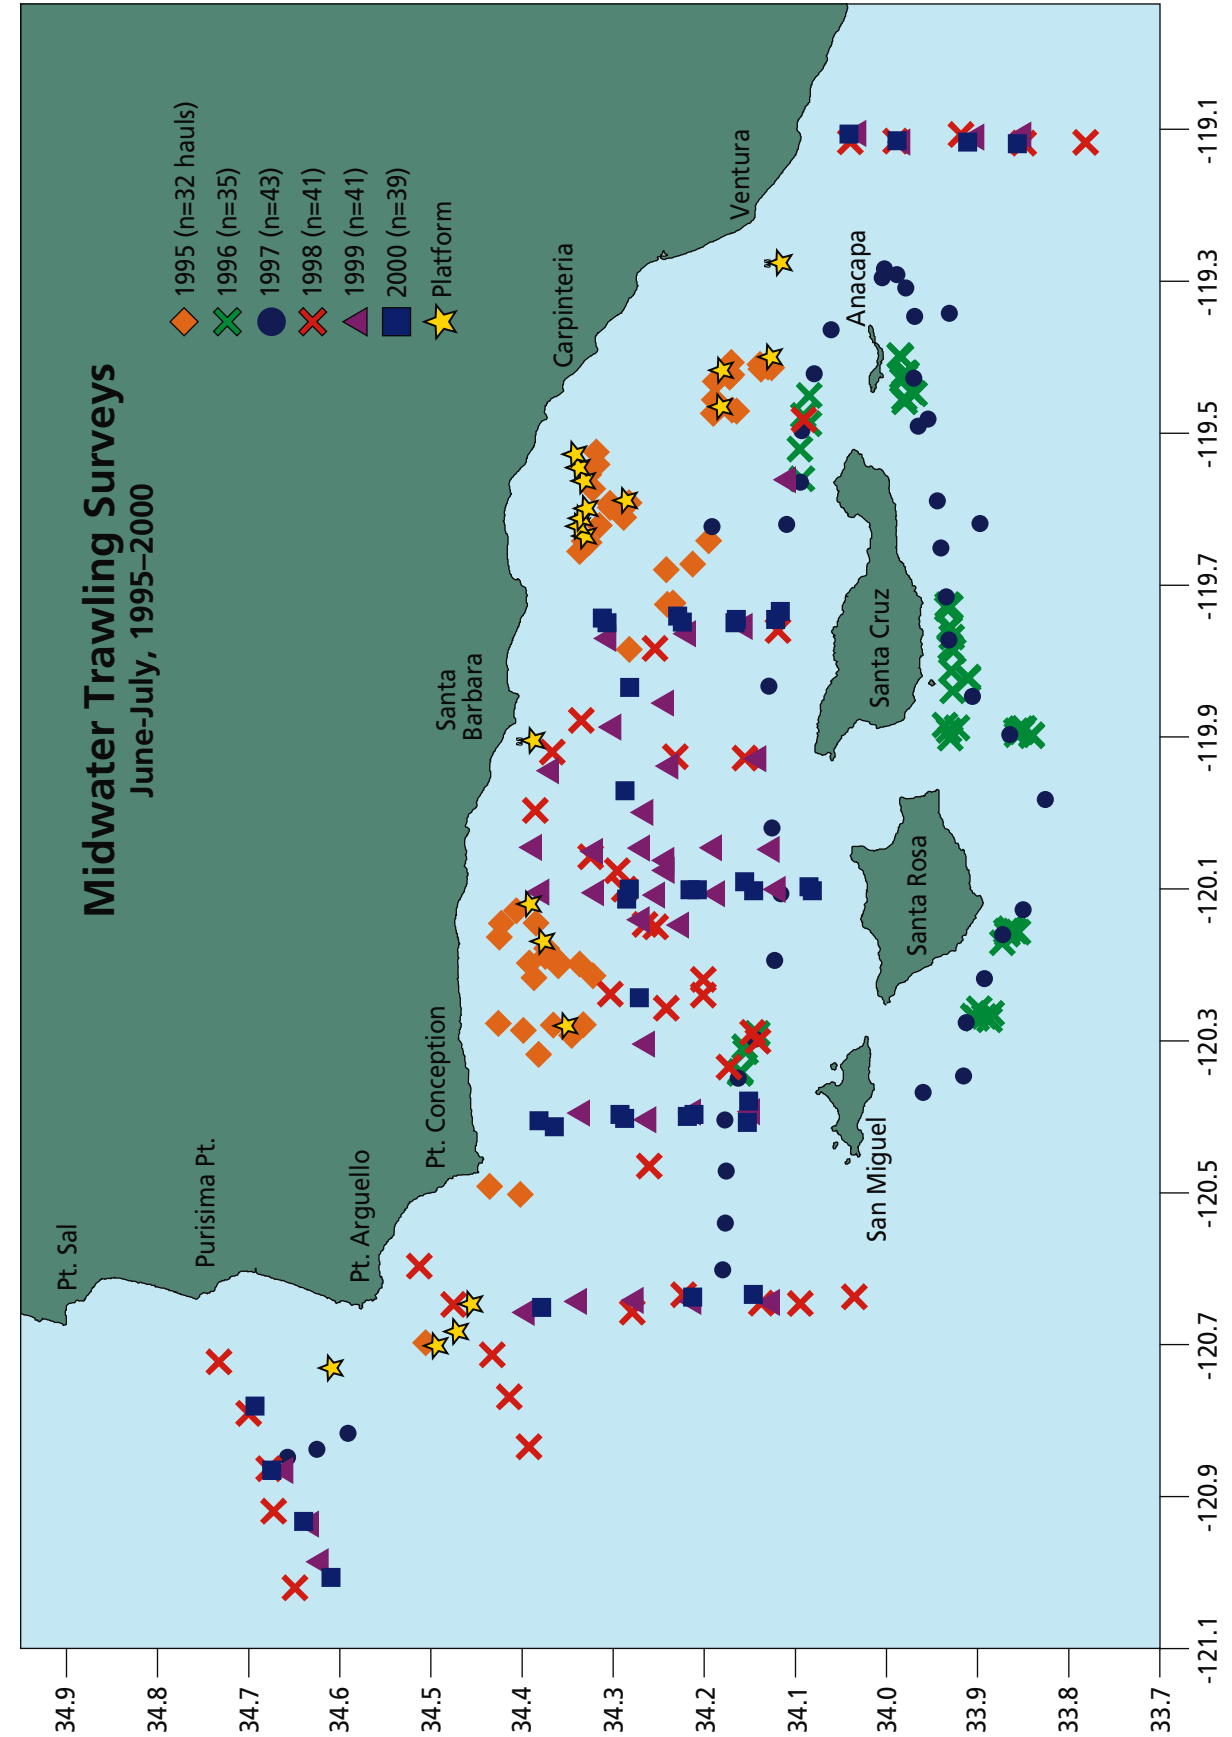 Midwater Trawling Surveys
June-July, 1995–2000
1995 (n=32 hauls)
1996 (n=35)
1997 (n=43)
1998 (n=41)
1999 (n=41)
2000 (n=39)
Platform
Pt. Sal
Purisima Pt.
Pt. Arguello
Pt. Conception
Santa
Barbara
Carpinteria
Ventura
San Miguel
Santa Rosa
Santa Cruz
Anacapa
34.9
34.8
34.7
34.6
34.5
34.4
34.3
34.2
34.1
34.0
33.9
33.8
33.7
-121.1
-120.9
-120.7
-120.5
-120.3
-120.1
-119.9
-119.7
-119.5
-119.3
-119.1